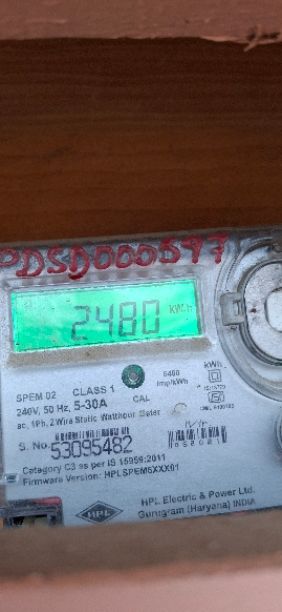 PDSD000597
2480 kWh
SPEM 02 CLASS 1 6400 kWh
240V, 50 Hz, 5-30A CAL imp/kWh
ac, 1Ph, 2 Wire Static Watthour Meter
S. No. 53095482
Category C3 as per IS 15959:2011
Firmware Version: HPLSPEM6XXX01
HPL HPL Electric & Power Ltd.
Gurugram (Haryana) INDIA